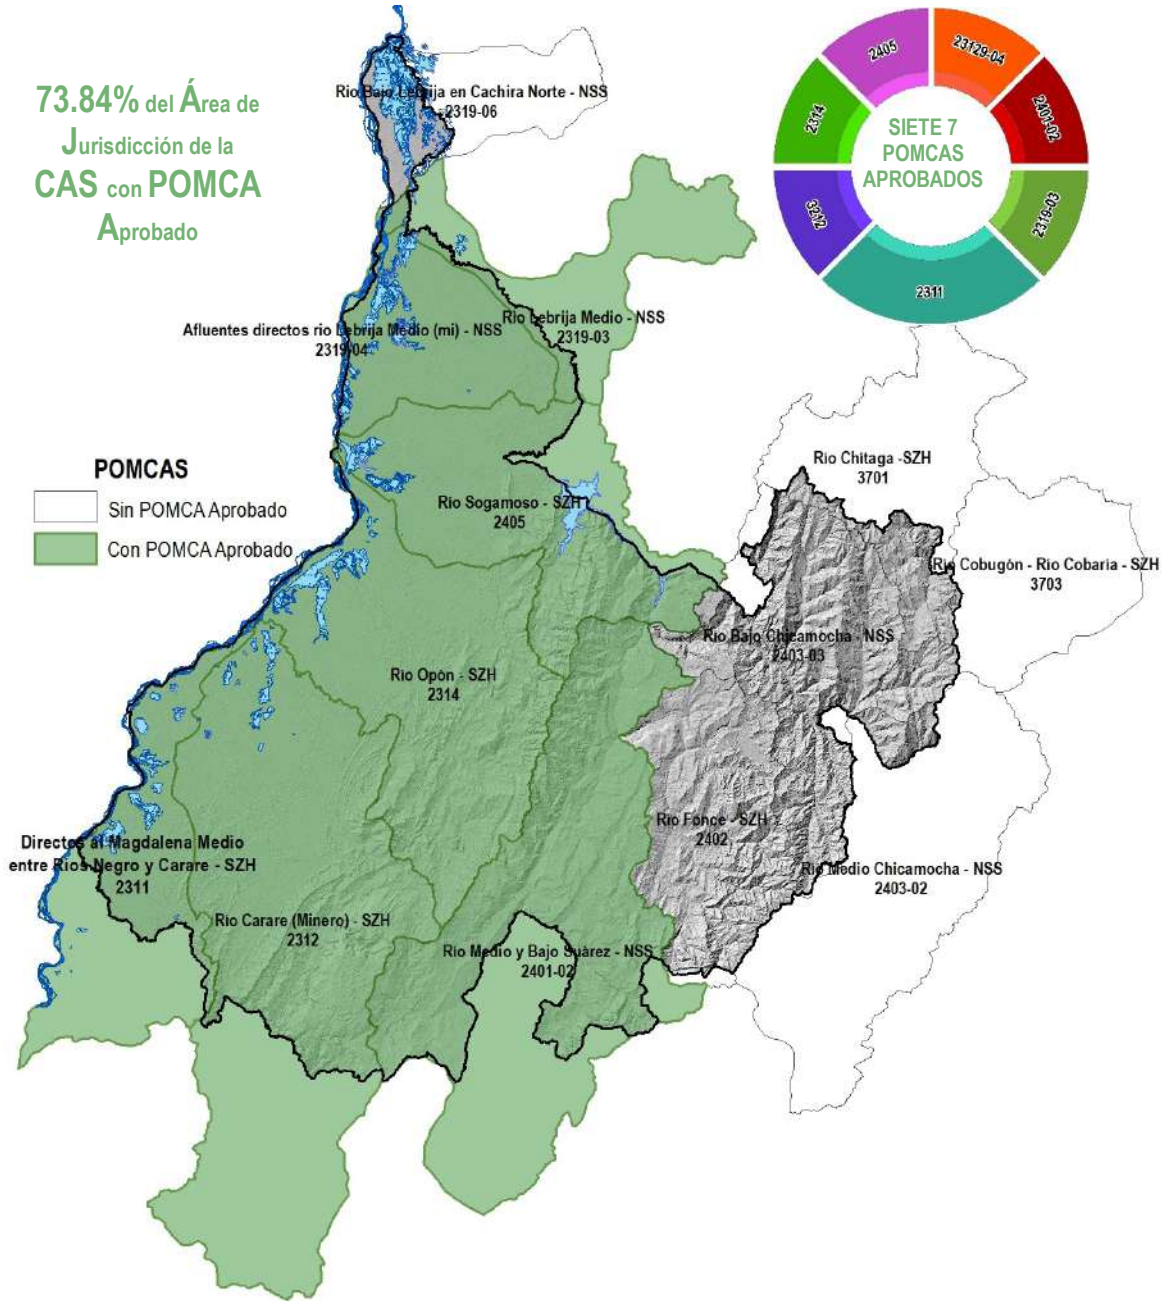 73.84% del Área de
Jurisdicción de la
CAS con POMCA
Aprobado
Rio Bajo Lebrija en Cachira Norte - NSS
2319-06
2405
23129-04
2401-02
2319-03
2311
3212
2314
SIETE 7
POMCAS
APROBADOS
Afluentes directos rio Lebrija Medio (mi) - NSS
2319-04
Rio Lebrija Medio - NSS
2319-03
POMCAS
Sin POMCA Aprobado
Con POMCA Aprobado
Rio Sogamoso - SZH
2405
Rio Chitaga -SZH
3701
Rio Cobugón - Rio Cobaria - SZH
3703
Rio Bajo Chicamocha - NSS
2403-03
Rio Opón - SZH
2314
Rio Fonce - SZH
2402
Directos al Magdalena Medio
entre Rios Negro y Carare - SZH
2311
Rio Medio Chicamocha - NSS
2403-02
Rio Carare (Minero) - SZH
2312
Rio Medio y Bajo Suárez - NSS
2401-02